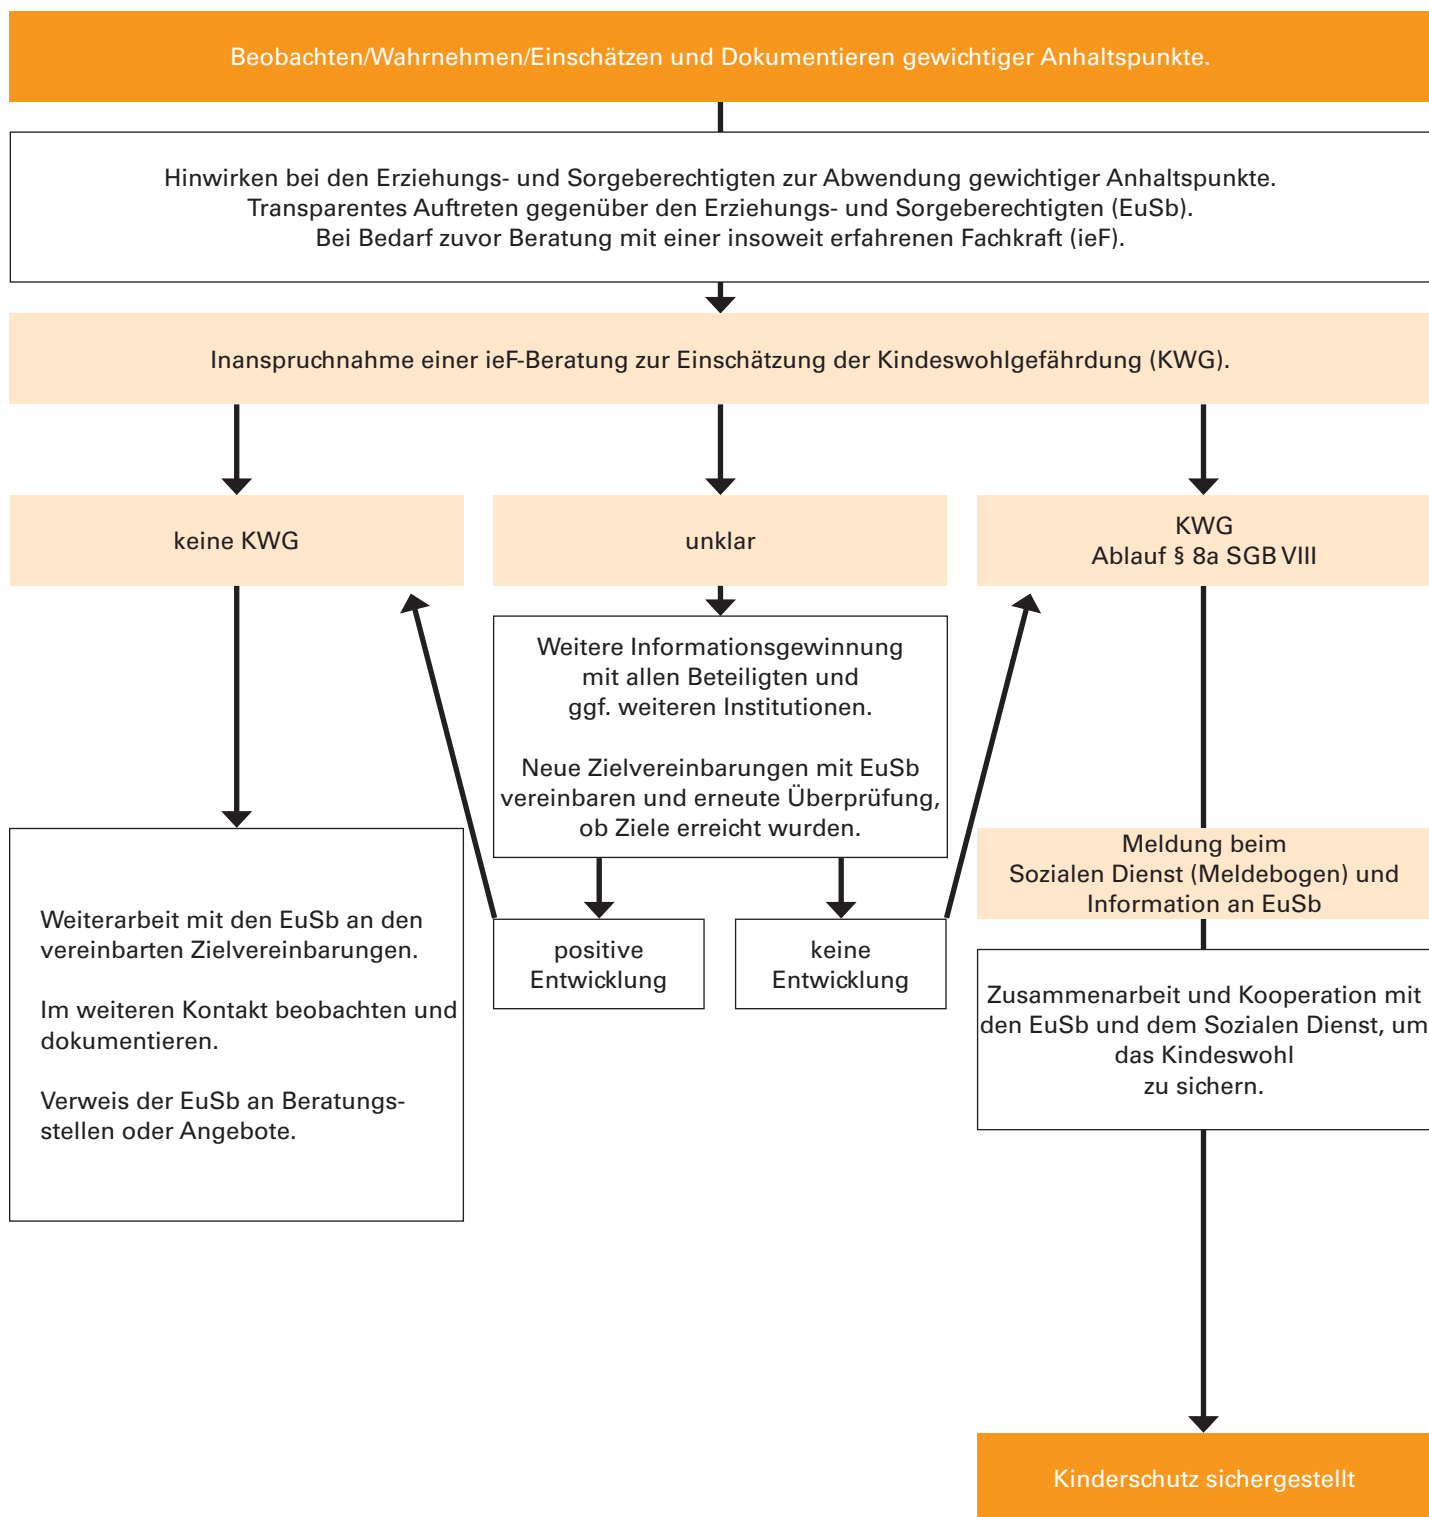 Beobachten/Wahrnehmen/Einschätzen und Dokumentieren gewichtiger Anhaltspunkte.
Hinwirken bei den Erziehungs- und Sorgeberechtigten zur Abwendung gewichtiger Anhaltspunkte.
Transparentes Auftreten gegenüber den Erziehungs- und Sorgeberechtigten (EuSb).
Bei Bedarf zuvor Beratung mit einer insoweit erfahrenen Fachkraft (ieF).
Inanspruchnahme einer ieF-Beratung zur Einschätzung der Kindeswohlgefährdung (KWG).
keine KWG
unklar
KWG
Ablauf § 8a SGB VIII
Weitere Informationsgewinnung
mit allen Beteiligten und
ggf. weiteren Institutionen.
Neue Zielvereinbarungen mit EuSb
vereinbaren und erneute Überprüfung,
ob Ziele erreicht wurden.
Meldung beim
Sozialen Dienst (Meldebogen) und
Information an EuSb
Weiterarbeit mit den EuSb an den
vereinbarten Zielvereinbarungen.
Im weiteren Kontakt beobachten und
dokumentieren.
Verweis der EuSb an Beratungs-
stellen oder Angebote.
positive
Entwicklung
keine
Entwicklung
Zusammenarbeit und Kooperation mit
den EuSb und dem Sozialen Dienst, um
das Kindeswohl
zu sichern.
Kinderschutz sichergestellt